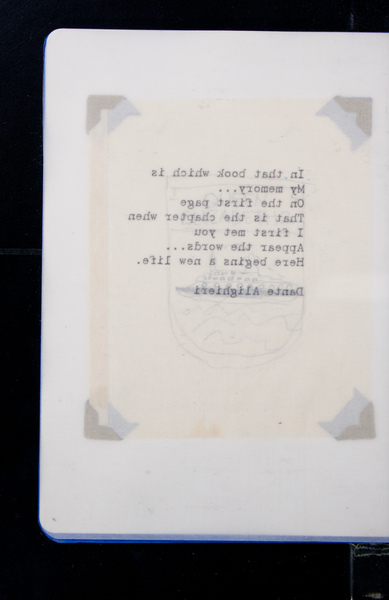 In that book which is
My memory...
On the first page
That is the chapter when
I first met you
Appear the words...
Here begins a new life.
Dante Alighieri